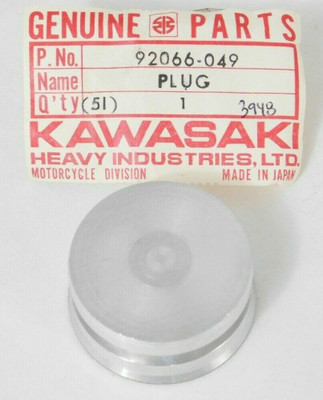 GENUINE PARTS
P. No. 92066-049
Name PLUG
Q'ty (51) 1 3948
KAWASAKI
HEAVY INDUSTRIES, LTD.
MOTORCYCLE DIVISION MADE IN JAPAN